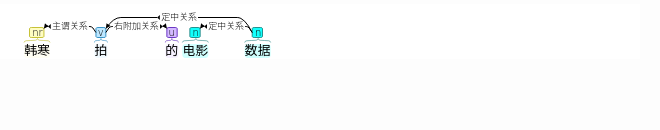 定中关系
主谓关系 右附加关系 定中关系
nr v u n n
韩寒 拍 的 电影 数据